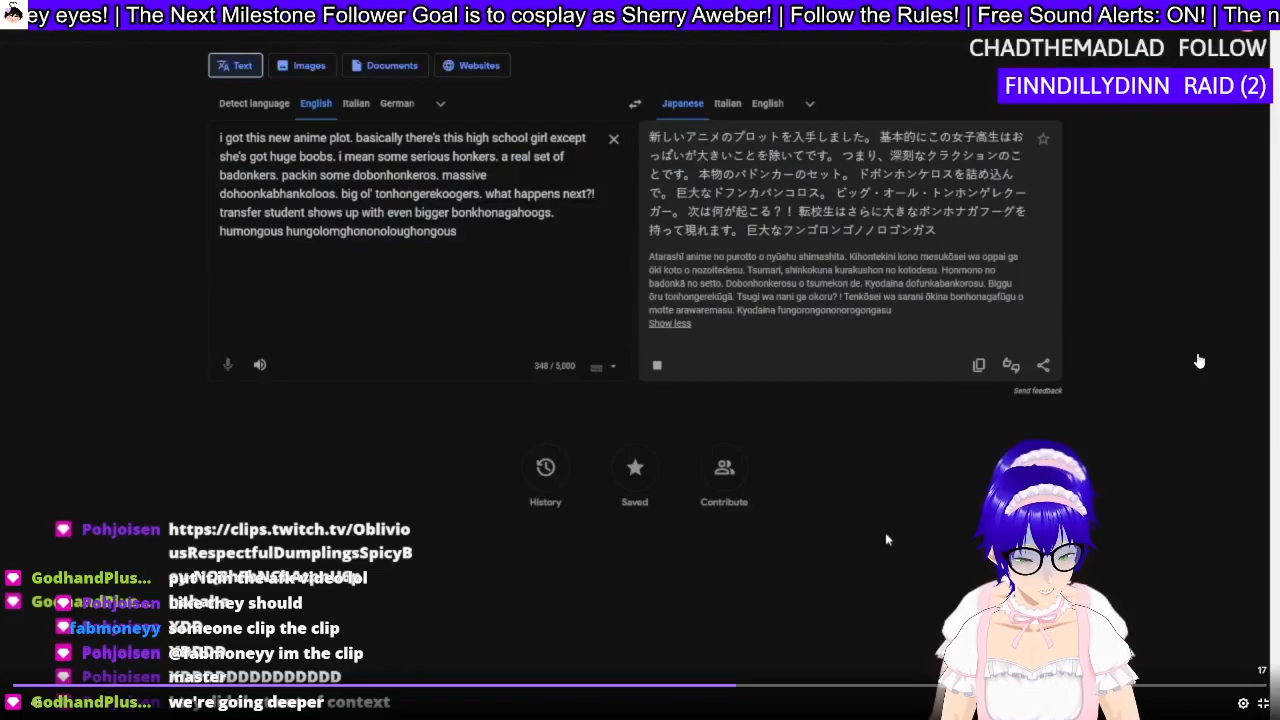 ey eyes! | The Next Milestone Follower Goal is to cosplay as Sherry Aweber! | Follow the Rules! | Free Sound Alerts: ON! | The n
CHADTHEMADLAD FOLLOW
FINNDILLYDINN RAID (2)
Text Images Documents Websites
Detect language English Italian German
Japanese Italian English
i got this new anime plot. basically there's this high school girl except
she's got huge boobs. i mean some serious honkers. a real set of
badonkers. packin some dobonhonkeros. massive
dohoonkabhankoloos. big ol' tonhongerekoogers. what happens next?!
transfer student shows up with even bigger bonkhonagahoogs.
humongous hungolomghononoloughongous
348 / 5,000
新しいアニメのプロットを入手しました。 基本的にこの女子高生はお
っぱいが大きいことを除いてです。 つまり、深刻なクラクションのこ
とです。 本物のバドンカーのセット。 ドボンホンケロスを詰め込ん
で。 巨大なドフンカバンコロス。 ビッグ・オール・トンホンゲレクー
ガー。 次は何が起こる？！ 転校生はさらに大きなボンホナガフーグを
持って現れます。 巨大なフンゴロンゴノノロゴンガス
Atarashī anime no purotto o nyūshu shimashita. Kihontekini kono mesukōsei wa oppai ga
ōkī koto o nozoitedesu. Tsumari, shinkokuna kurakushon no kotodesu. Honmono no
badonkā no setto. Dobonhonkerosu o tsumekon de. Kyodaina dofunkabankorosu. Biggu
ōru tonhongerekūgā. Tsugi wa nani ga okoru? ! Tenkōsei wa sarani ōkina bonhonagafūgu o
motte arawaremasu. Kyodaina fungorongononorogongasu
Show less
Send feedback
History Saved Contribute
Pohjoisen https://clips.twitch.tv/Oblivio
usRespectfulDumplingsSpicyB
GodhandPlus... put it in the afk video lol
Pohjoisen like they should
fabmoneyy someone clip the clip
Pohjoisen @fabmoneyy im the clip
master
GodhandPlus... we're going deeper context
17